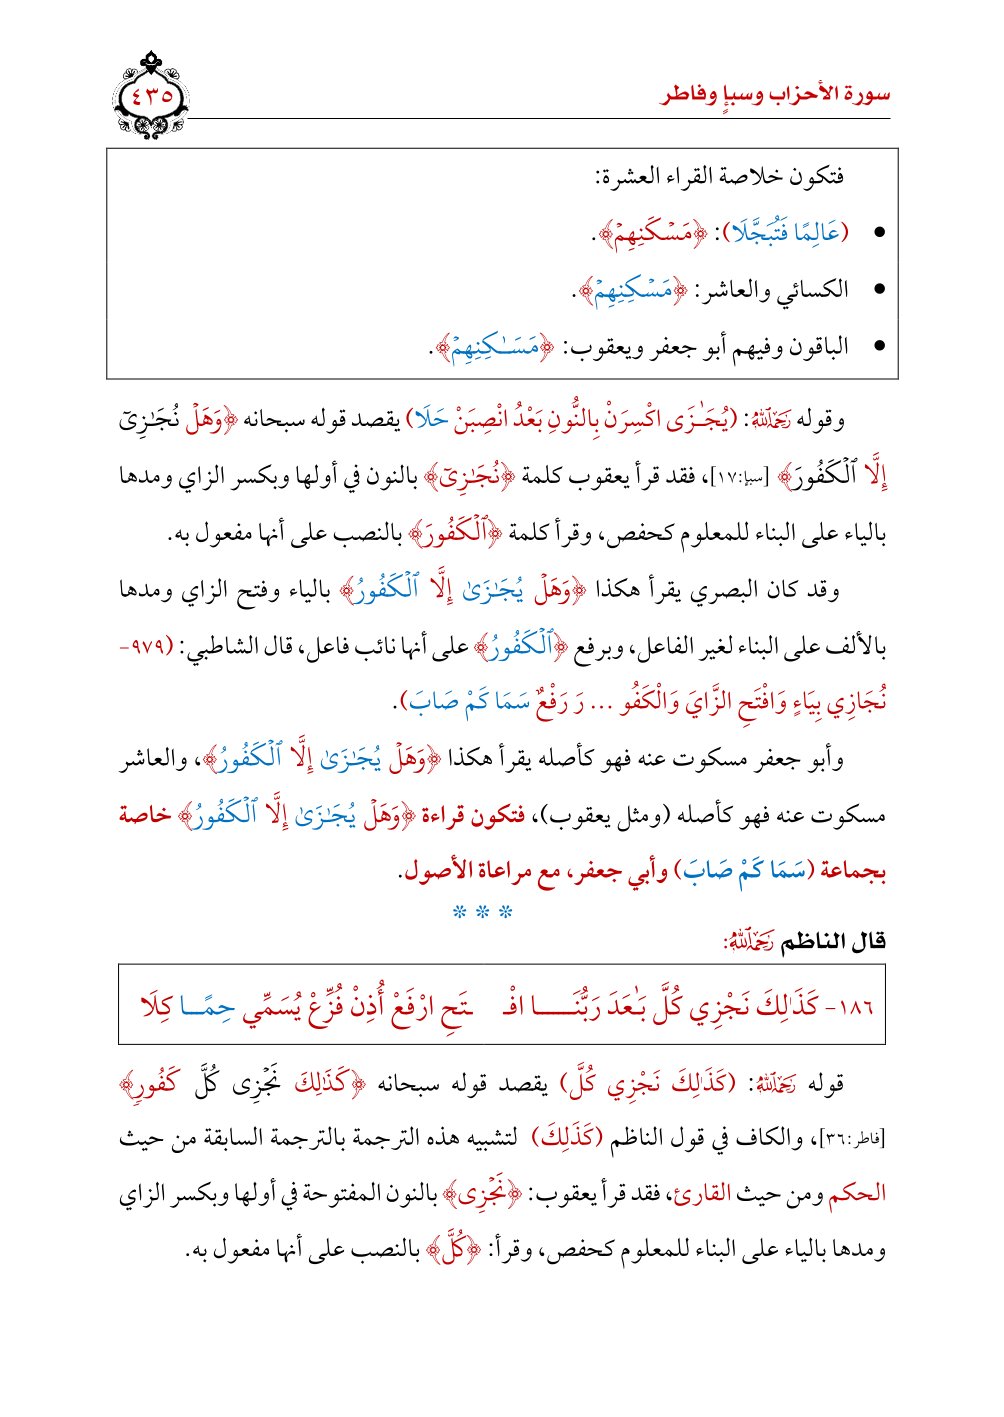 سورة الأحزاب وسبإٍ وفاطر
٤٣٥
فتكون خلاصة القراء العشرة:
• (عَالِمًا فَتُبَجَّلَا): ﴿مَسۡكَنِهِمۡ﴾.
• الكسائي والعاشر: ﴿مَسۡكِنِهِمۡ﴾.
• الباقون وفيهم أبو جعفر ويعقوب: ﴿مَسَٰكِنِهِمۡ﴾.
وقوله رَحِمَهُ ٱللَّهُ: (يُجَـٰزَى اكْسِرَنْ بِالنُّونِ بَعْدُ انْصِبَنْ حَلَا) يقصد قوله سبحانه ﴿وَهَلۡ نُجَٰزِيٓ
إِلَّا ٱلۡكَفُورَ﴾ [سبإ:١٧]، فقد قرأ يعقوب كلمة ﴿نُجَٰزِيٓ﴾ بالنون في أولها وبكسر الزاي ومدها
بالياء على البناء للمعلوم كحفص، وقرأ كلمة ﴿ٱلۡكَفُورَ﴾ بالنصب على أنها مفعول به.
وقد كان البصري يقرأ هكذا ﴿وَهَلۡ يُجَٰزَىٰ إِلَّا ٱلۡكَفُورُ﴾ بالياء وفتح الزاي ومدها
بالألف على البناء لغير الفاعل، وبرفع ﴿ٱلۡكَفُورُ﴾ على أنها نائب فاعل، قال الشاطبي: (٩٧٩-
نُجَازِي بِيَاءٍ وَافْتَحِ الزَّايَ وَالْكَفُو ... رَ رَفْعٌ سَمَا كَمْ صَابَ).
وأبو جعفر مسكوت عنه فهو كأصله يقرأ هكذا ﴿وَهَلۡ يُجَٰزَىٰ إِلَّا ٱلۡكَفُورُ﴾، والعاشر
مسكوت عنه فهو كأصله (ومثل يعقوب)، فتكون قراءة ﴿وَهَلۡ يُجَٰزَىٰ إِلَّا ٱلۡكَفُورُ﴾ خاصة
بجماعة (سَمَا كَمْ صَابَ) وأبي جعفر، مع مراعاة الأصول.
* * *
قال الناظم رَحِمَهُ ٱللَّهُ:
١٨٦- كَذَٰلِكَ نَجْزِي كُلَّ بَـٰعَدَ رَبُّنَـــا افْـ ـتَحِ ارْفَعْ أُذِنْ فُزِّعْ يُسَمِّي حِمًـا كِلَا
قوله رَحِمَهُ ٱللَّهُ: (كَذَٰلِكَ نَجْزِي كُلَّ) يقصد قوله سبحانه ﴿كَذَٰلِكَ نَجۡزِي كُلَّ كَفُورٖ﴾
[فاطر:٣٦]، والكاف في قول الناظم (كَذَلِكَ) لتشبيه هذه الترجمة بالترجمة السابقة من حيث
الحكم ومن حيث القارئ، فقد قرأ يعقوب: ﴿نَجۡزِي﴾ بالنون المفتوحة في أولها وبكسر الزاي
ومدها بالياء على البناء للمعلوم كحفص، وقرأ: ﴿كُلَّ﴾ بالنصب على أنها مفعول به.